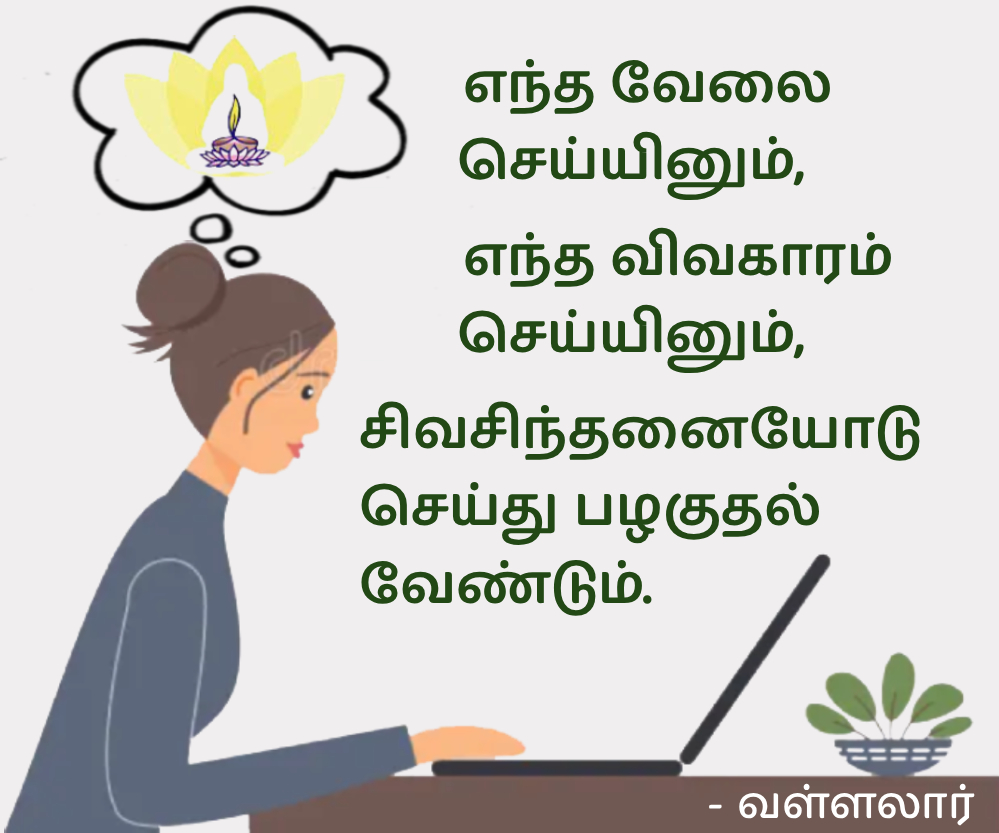 எந்த வேலை
செய்யினும்,
எந்த விவகாரம்
செய்யினும்,
சிவசிந்தனையோடு
செய்து பழகுதல்
வேண்டும்.
- வள்ளலார்